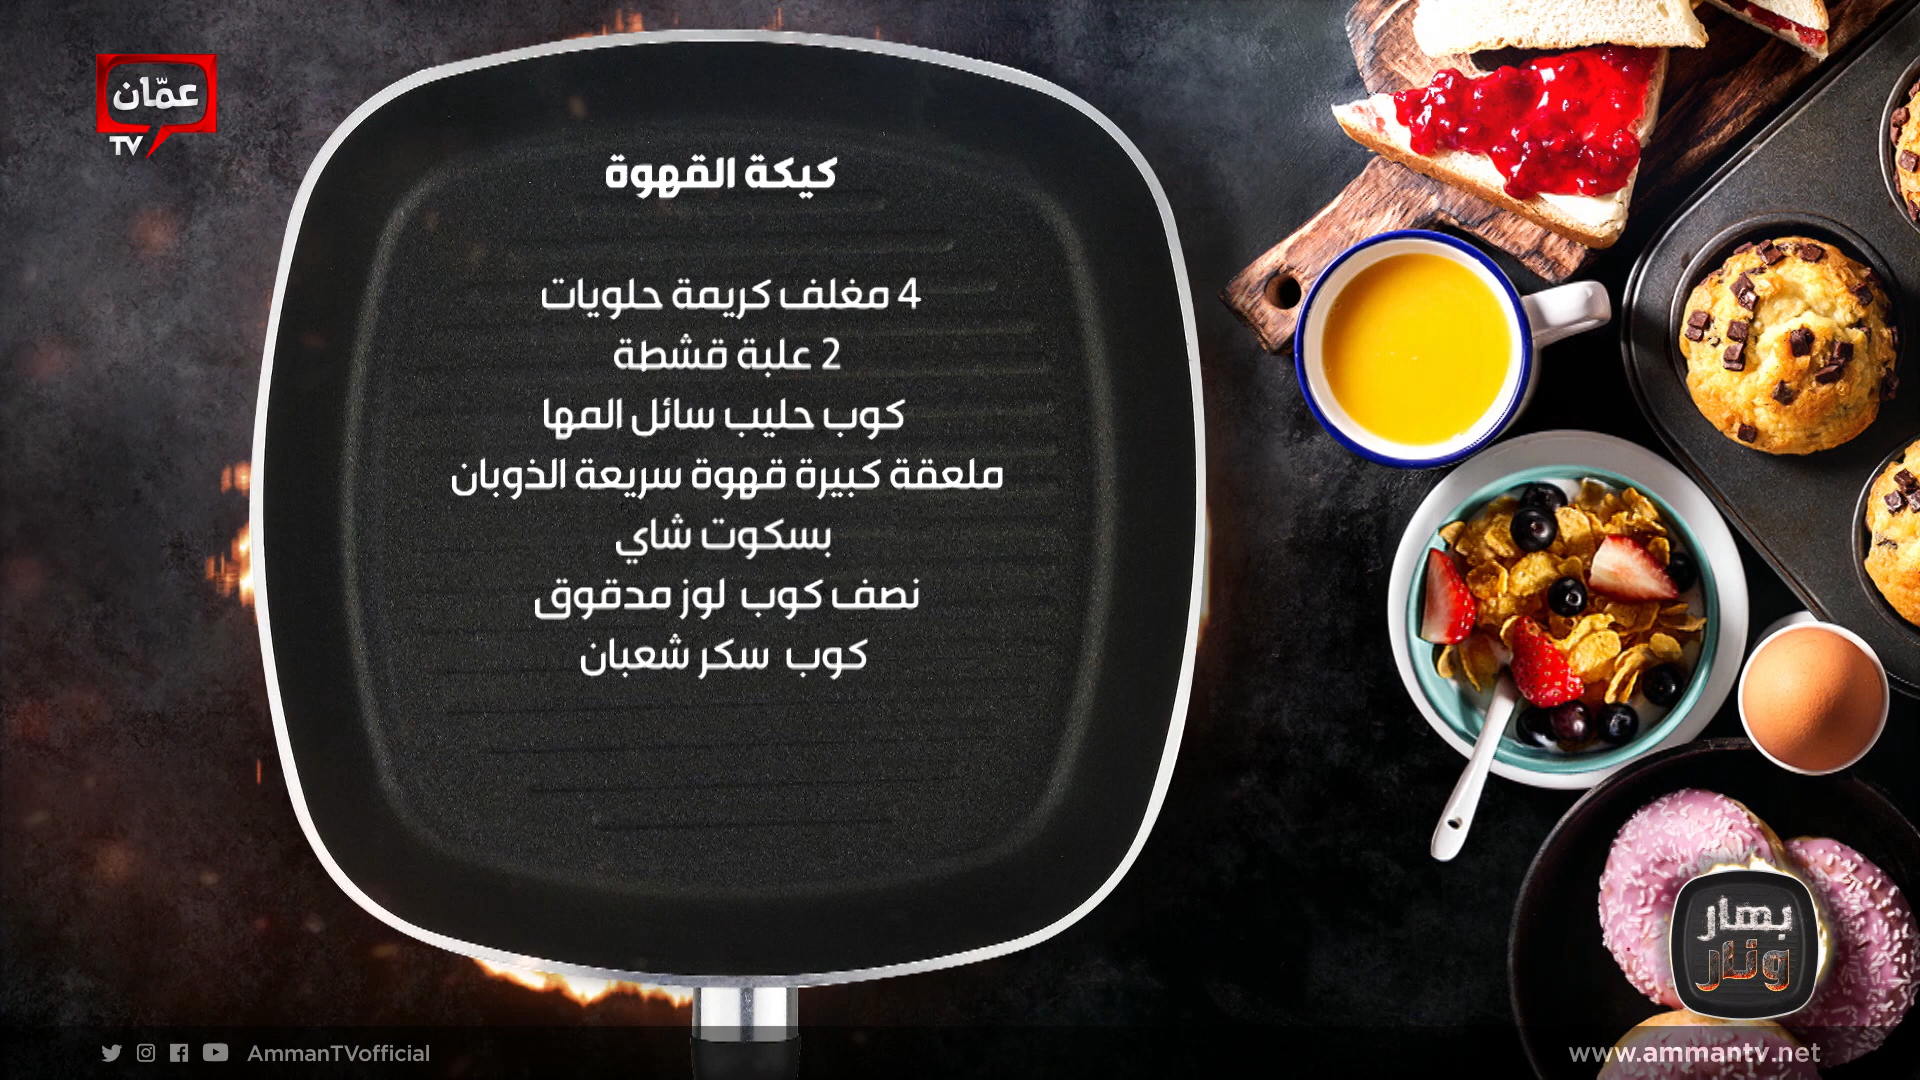 عمّان
TV
كيكة القهوة
4 مغلف كريمة حلويات
2 علبة قشطة
كوب حليب سائل المها
ملعقة كبيرة قهوة سريعة الذوبان
بسكوت شاي
نصف كوب لوز مدقوق
كوب سكر شعبان
بهار
ونار
AmmanTVofficial
www.ammantv.net